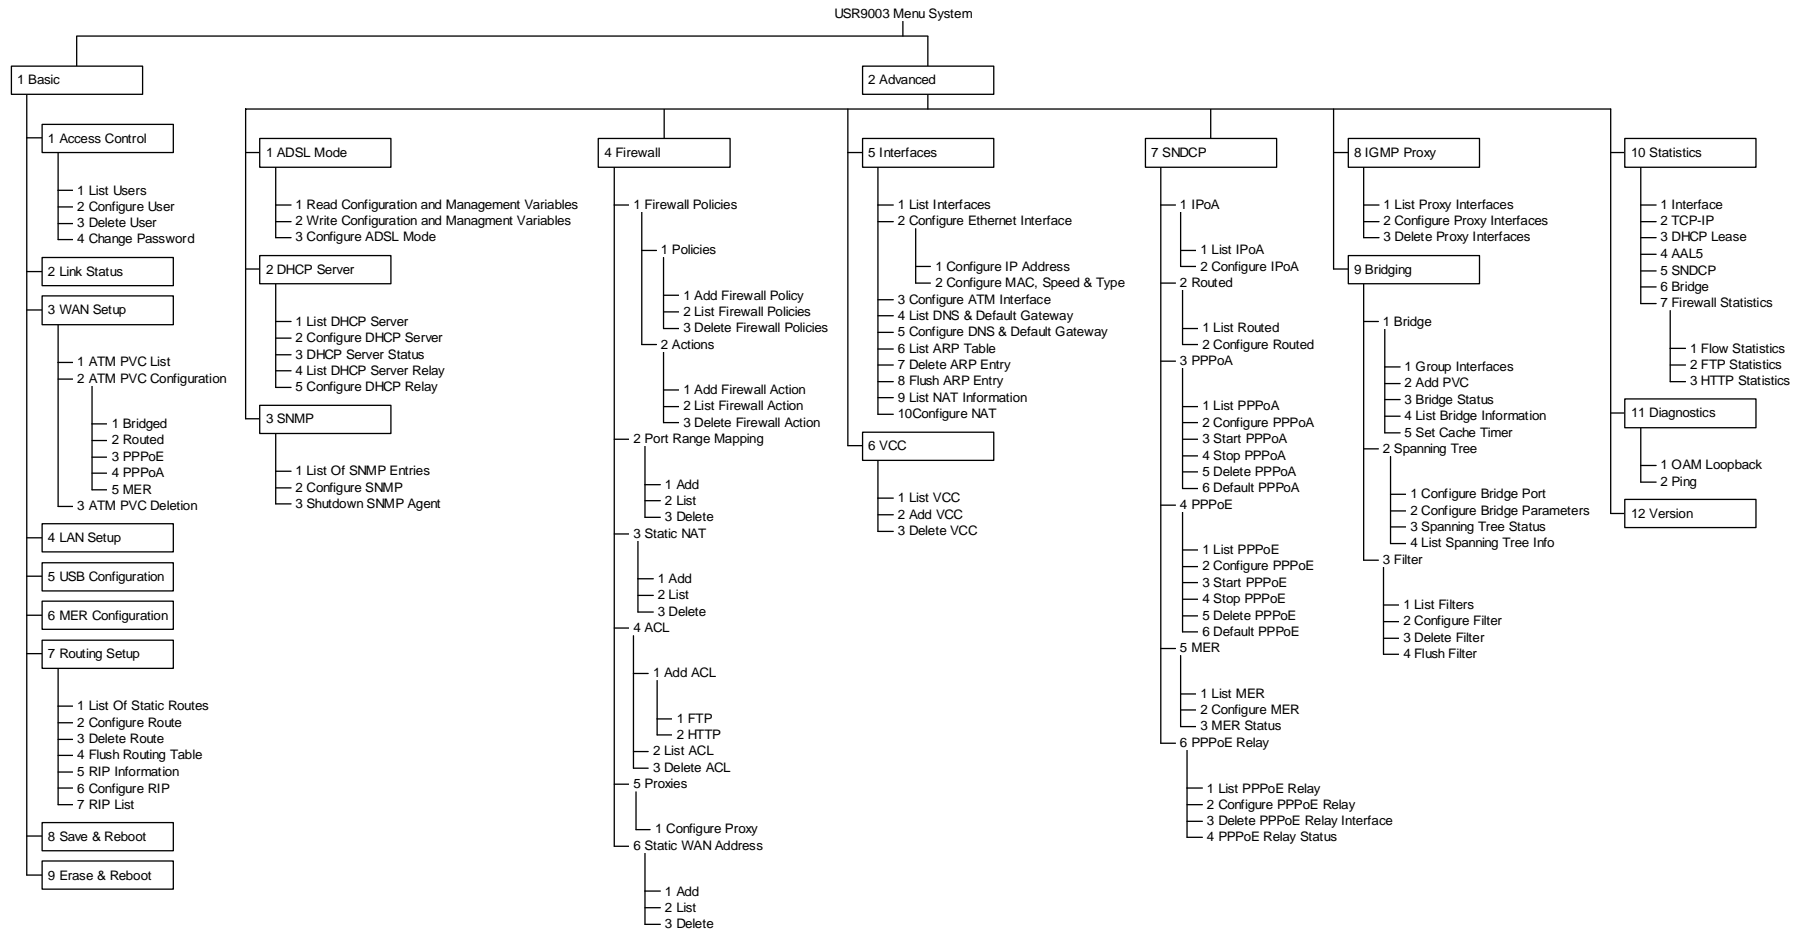 USR9003 Menu System
1 Basic
1 Access Control
1 List Users
2 Configure User
3 Delete User
4 Change Password
2 Link Status
3 WAN Setup
1 ATM PVC List
2 ATM PVC Configuration
1 Bridged
2 Routed
3 PPPoE
4 PPPoA
5 MER
3 ATM PVC Deletion
4 LAN Setup
5 USB Configuration
6 MER Configuration
7 Routing Setup
1 List Of Static Routes
2 Configure Route
3 Delete Route
4 Flush Routing Table
5 RIP Information
6 Configure RIP
7 RIP List
8 Save & Reboot
9 Erase & Reboot
2 Advanced
1 ADSL Mode
1 Read Configuration and Management Variables
2 Write Configuration and Managment Variables
3 Configure ADSL Mode
2 DHCP Server
1 List DHCP Server
2 Configure DHCP Server
3 DHCP Server Status
4 List DHCP Server Relay
5 Configure DHCP Relay
3 SNMP
1 List Of SNMP Entries
2 Configure SNMP
3 Shutdown SNMP Agent
4 Firewall
1 Firewall Policies
1 Policies
1 Add Firewall Policy
2 List Firewall Policies
3 Delete Firewall Policies
2 Actions
1 Add Firewall Action
2 List Firewall Action
3 Delete Firewall Action
2 Port Range Mapping
1 Add
2 List
3 Delete
3 Static NAT
1 Add
2 List
3 Delete
4 ACL
1 Add ACL
1 FTP
2 HTTP
2 List ACL
3 Delete ACL
5 Proxies
1 Configure Proxy
6 Static WAN Address
1 Add
2 List
3 Delete
5 Interfaces
1 List Interfaces
2 Configure Ethernet Interface
1 Configure IP Address
2 Configure MAC, Speed & Type
3 Configure ATM Interface
4 List DNS & Default Gateway
5 Configure DNS & Default Gateway
6 List ARP Table
7 Delete ARP Entry
8 Flush ARP Entry
9 List NAT Information
10Configure NAT
6 VCC
1 List VCC
2 Add VCC
3 Delete VCC
7 SNDCP
1 IPoA
1 List IPoA
2 Configure IPoA
2 Routed
1 List Routed
2 Configure Routed
3 PPPoA
1 List PPPoA
2 Configure PPPoA
3 Start PPPoA
4 Stop PPPoA
5 Delete PPPoA
6 Default PPPoA
4 PPPoE
1 List PPPoE
2 Configure PPPoE
3 Start PPPoE
4 Stop PPPoE
5 Delete PPPoE
6 Default PPPoE
5 MER
1 List MER
2 Configure MER
3 MER Status
6 PPPoE Relay
1 List PPPoE Relay
2 Configure PPPoE Relay
3 Delete PPPoE Relay Interface
4 PPPoE Relay Status
8 IGMP Proxy
1 List Proxy Interfaces
2 Configure Proxy Interfaces
3 Delete Proxy Interfaces
9 Bridging
1 Bridge
1 Group Interfaces
2 Add PVC
3 Bridge Status
4 List Bridge Information
5 Set Cache Timer
2 Spanning Tree
1 Configure Bridge Port
2 Configure Bridge Parameters
3 Spanning Tree Status
4 List Spanning Tree Info
3 Filter
1 List Filters
2 Configure Filter
3 Delete Filter
4 Flush Filter
10 Statistics
1 Interface
2 TCP-IP
3 DHCP Lease
4 AAL5
5 SNDCP
6 Bridge
7 Firewall Statistics
1 Flow Statistics
2 FTP Statistics
3 HTTP Statistics
11 Diagnostics
1 OAM Loopback
2 Ping
12 Version